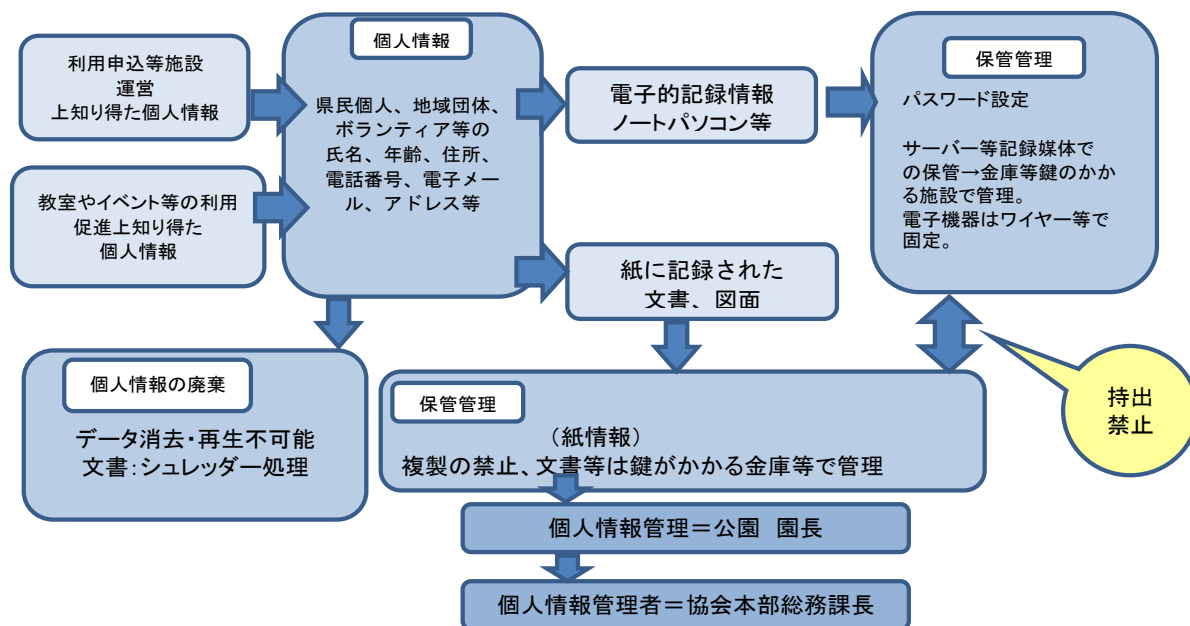 利用申込等施設
運営
上知り得た個人情報
教室やイベント等の利用
促進上知り得た
個人情報
個人情報
県民個人、地域団体、
ボランティア等の
氏名、年齢、住所、
電話番号、電子メー
ル、アドレス等
電子的記録情報
ノートパソコン等
紙に記録された
文書、図面
保管管理
パスワード設定
サーバー等記録媒体で
の保管→金庫等鍵のかか
る施設で管理。
電子機器はワイヤー等で
固定。
持出
禁止
個人情報の廃棄
データ消去・再生不可能
文書：シュレッダー処理
保管管理
（紙情報）
複製の禁止、文書等は鍵がかかる金庫等で管理
個人情報管理＝公園　園長
個人情報管理者＝協会本部総務課長